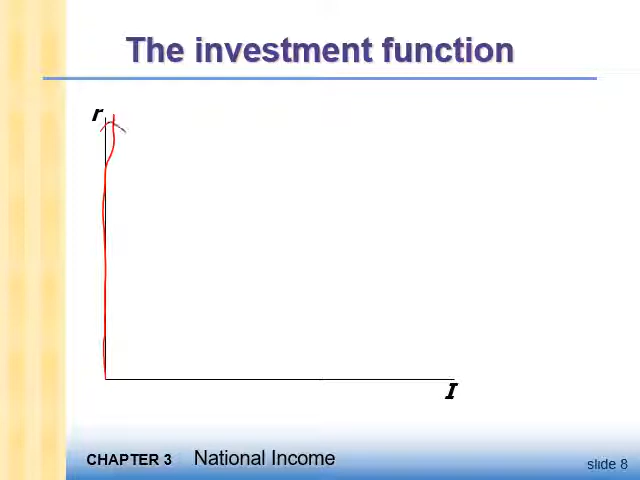 The investment function
r
I
CHAPTER 3 National Income
slide 8